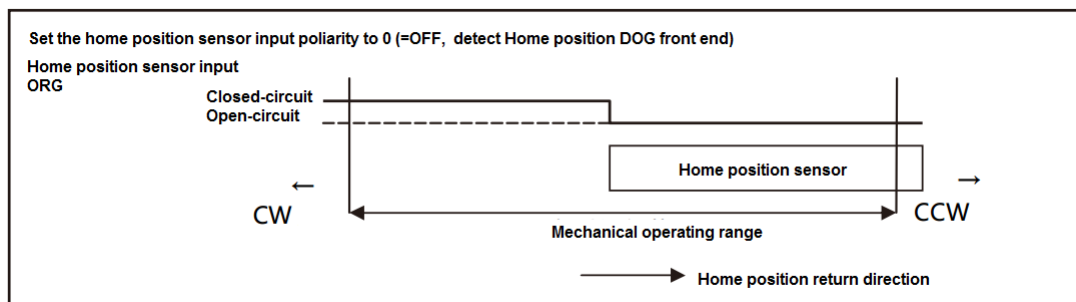 Set the home position sensor input poliarity to 0 (=OFF, detect Home position DOG front end)
Home position sensor input
ORG
Closed-circuit
Open-circuit
Home position sensor
CW
CCW
Mechanical operating range
Home position return direction